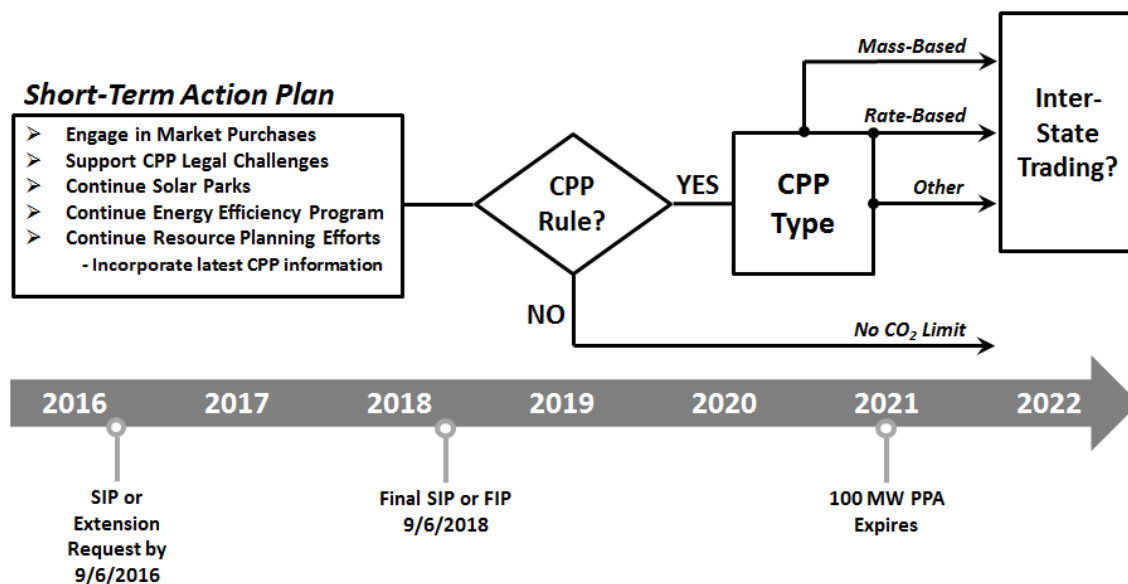 Short-Term Action Plan
➢ Engage in Market Purchases
➢ Support CPP Legal Challenges
➢ Continue Solar Parks
➢ Continue Energy Efficiency Program
➢ Continue Resource Planning Efforts
- Incorporate latest CPP information
CPP
Rule?
YES
NO
CPP
Type
Mass-Based
Rate-Based
Other
No CO₂ Limit
Inter-
State
Trading?
2016 2017 2018 2019 2020 2021 2022
SIP or
Extension
Request by
9/6/2016
Final SIP or FIP
9/6/2018
100 MW PPA
Expires